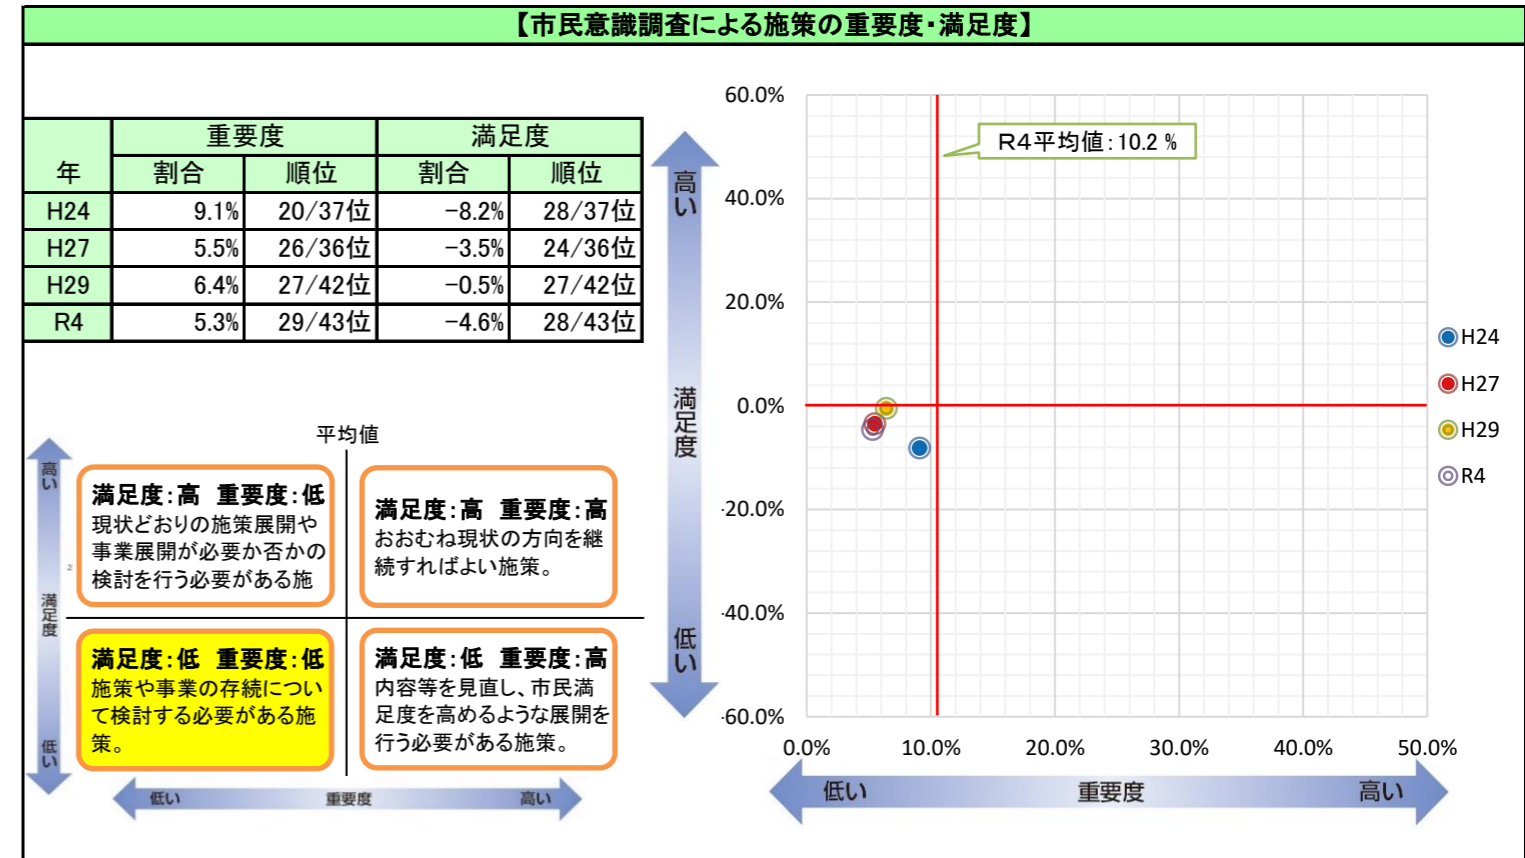 【市民意識調査による施策の重要度・満足度】
年 重要度 満足度
割合 順位 割合 順位
H24 9.1% 20/37位 -8.2% 28/37位
H27 5.5% 26/36位 -3.5% 24/36位
H29 6.4% 27/42位 -0.5% 27/42位
R4 5.3% 29/43位 -4.6% 28/43位
平均値
高い
満足度
低い
満足度:高 重要度:低
現状どおりの施策展開や
事業展開が必要か否かの
検討を行う必要がある施
満足度:高 重要度:高
おおむね現状の方向を継
続すればよい施策。
満足度:低 重要度:低
施策や事業の存続につい
て検討する必要がある施
策。
満足度:低 重要度:高
内容等を見直し、市民満
足度を高めるような展開を
行う必要がある施策。
2
低い 重要度 高い
高い
満足度
低い
60.0%
40.0%
20.0%
0.0%
-20.0%
-40.0%
-60.0%
R4平均値:10.2 %
0.0% 10.0% 20.0% 30.0% 40.0% 50.0%
低い 重要度 高い
H24
H27
H29
R4